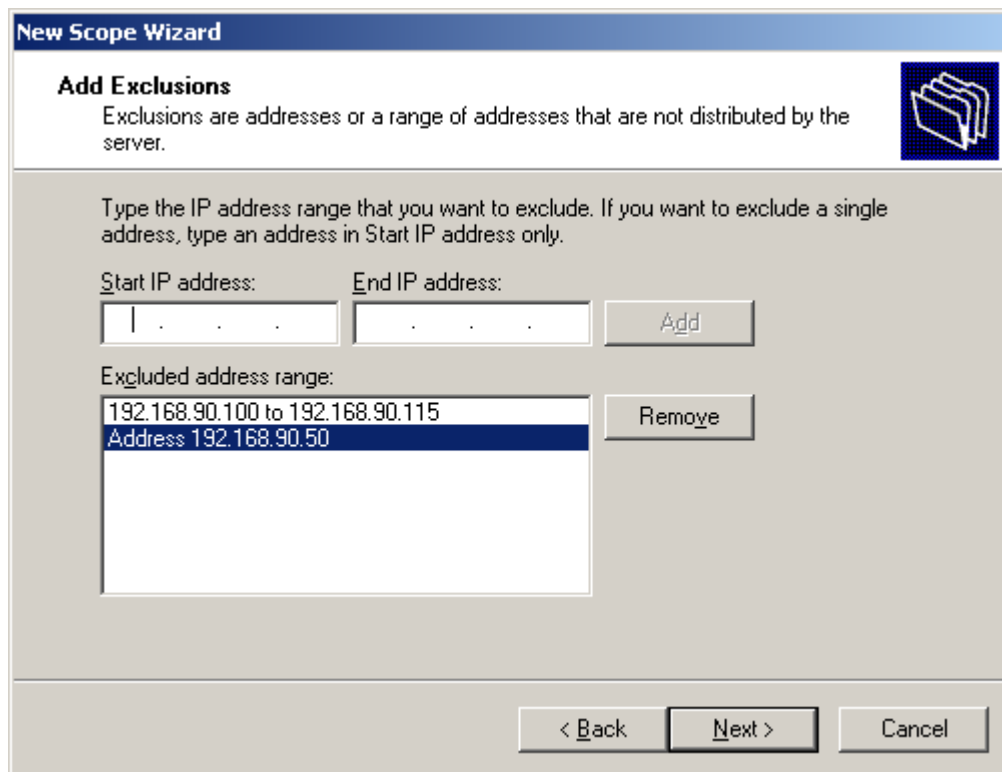 New Scope Wizard
Add Exclusions
Exclusions are addresses or a range of addresses that are not distributed by the
server.
Type the IP address range that you want to exclude. If you want to exclude a single
address, type an address in Start IP address only.
Start IP address: End IP address:
. . . . . . Add
Excluded address range:
192.168.90.100 to 192.168.90.115
Remove
Address 192.168.90.50
< Back Next > Cancel